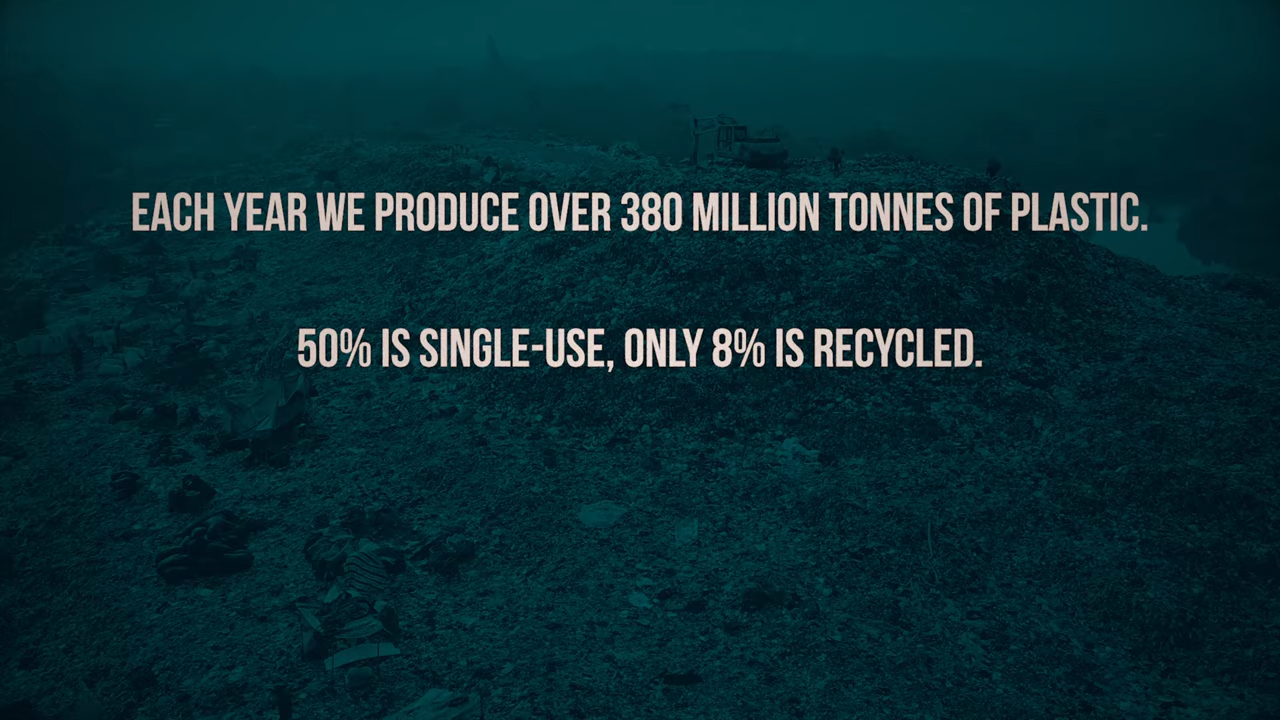 EACH YEAR WE PRODUCE OVER 380 MILLION TONNES OF PLASTIC.
50% IS SINGLE-USE, ONLY 8% IS RECYCLED.